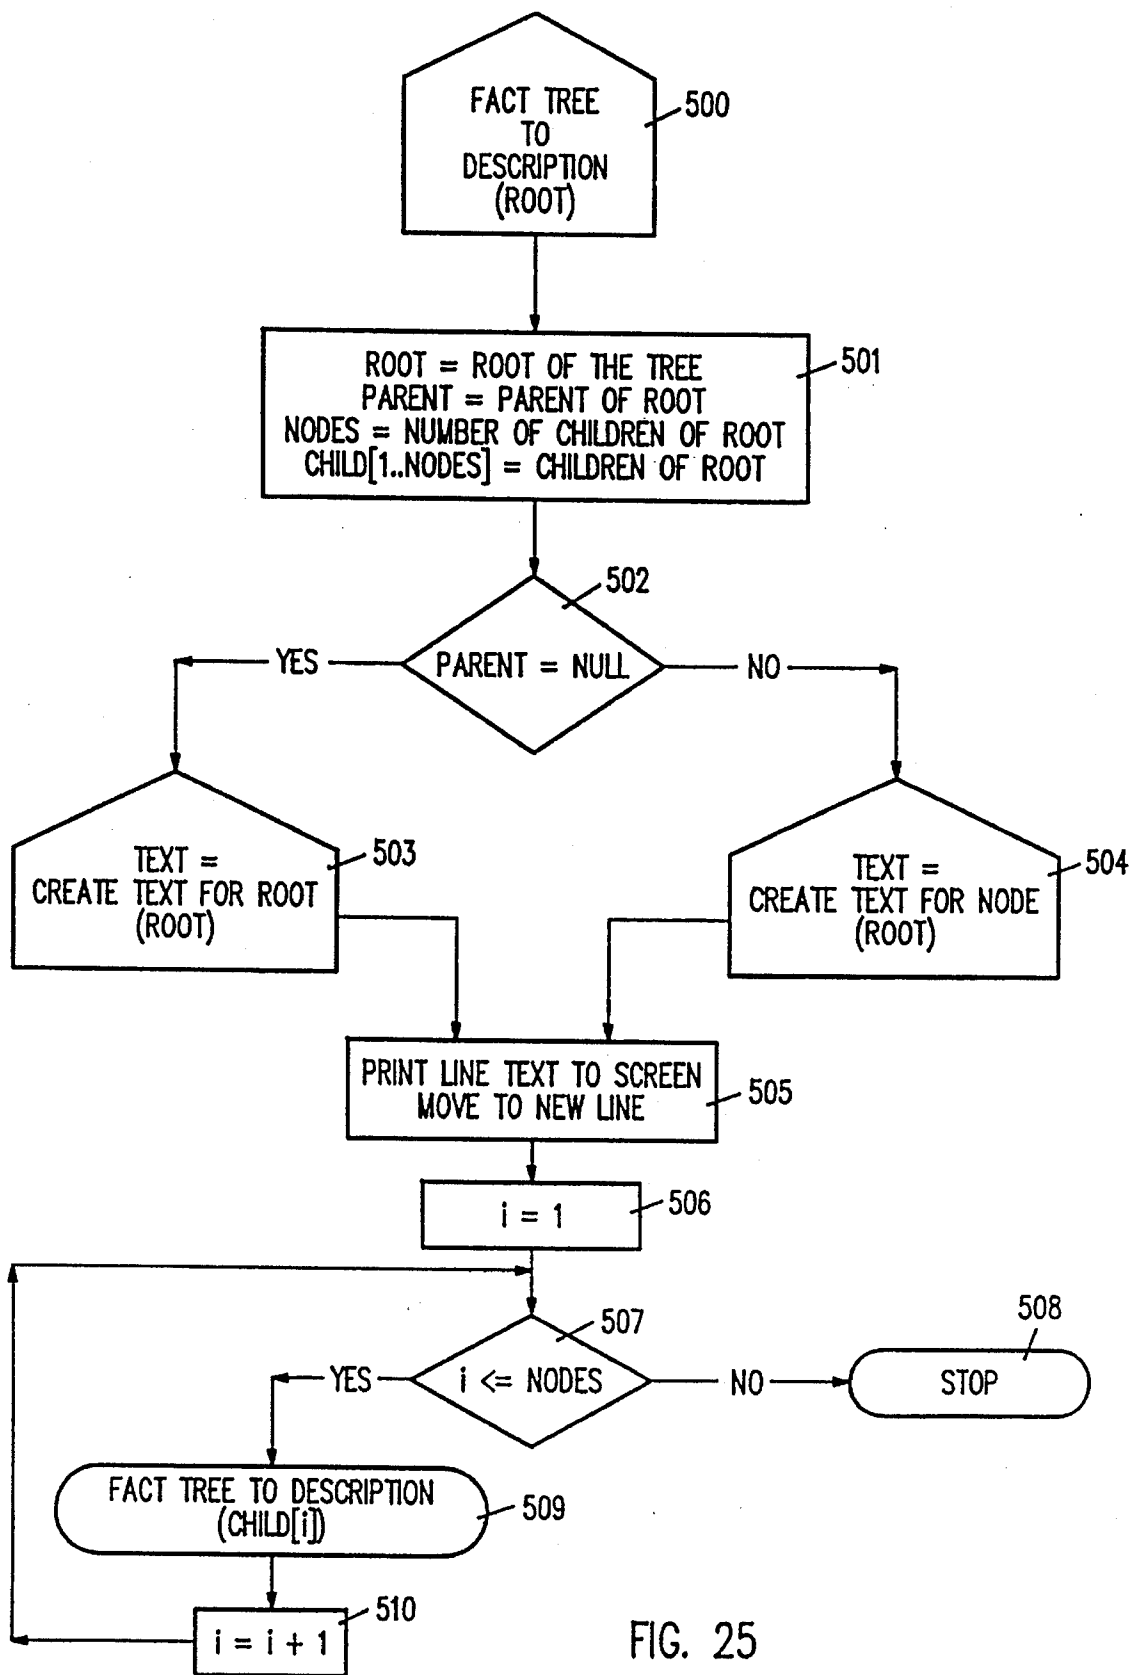 FACT TREE
TO
DESCRIPTION
(ROOT)
500
ROOT = ROOT OF THE TREE
PARENT = PARENT OF ROOT
NODES = NUMBER OF CHILDREN OF ROOT
CHILD[1..NODES] = CHILDREN OF ROOT
501
502
YES
PARENT = NULL
NO
TEXT =
CREATE TEXT FOR ROOT
(ROOT)
503
TEXT =
CREATE TEXT FOR NODE
(ROOT)
504
PRINT LINE TEXT TO SCREEN
MOVE TO NEW LINE
505
i = 1
506
507
YES
i <= NODES
NO
508
STOP
FACT TREE TO DESCRIPTION
(CHILD[i])
509
i = i + 1
510
FIG. 25